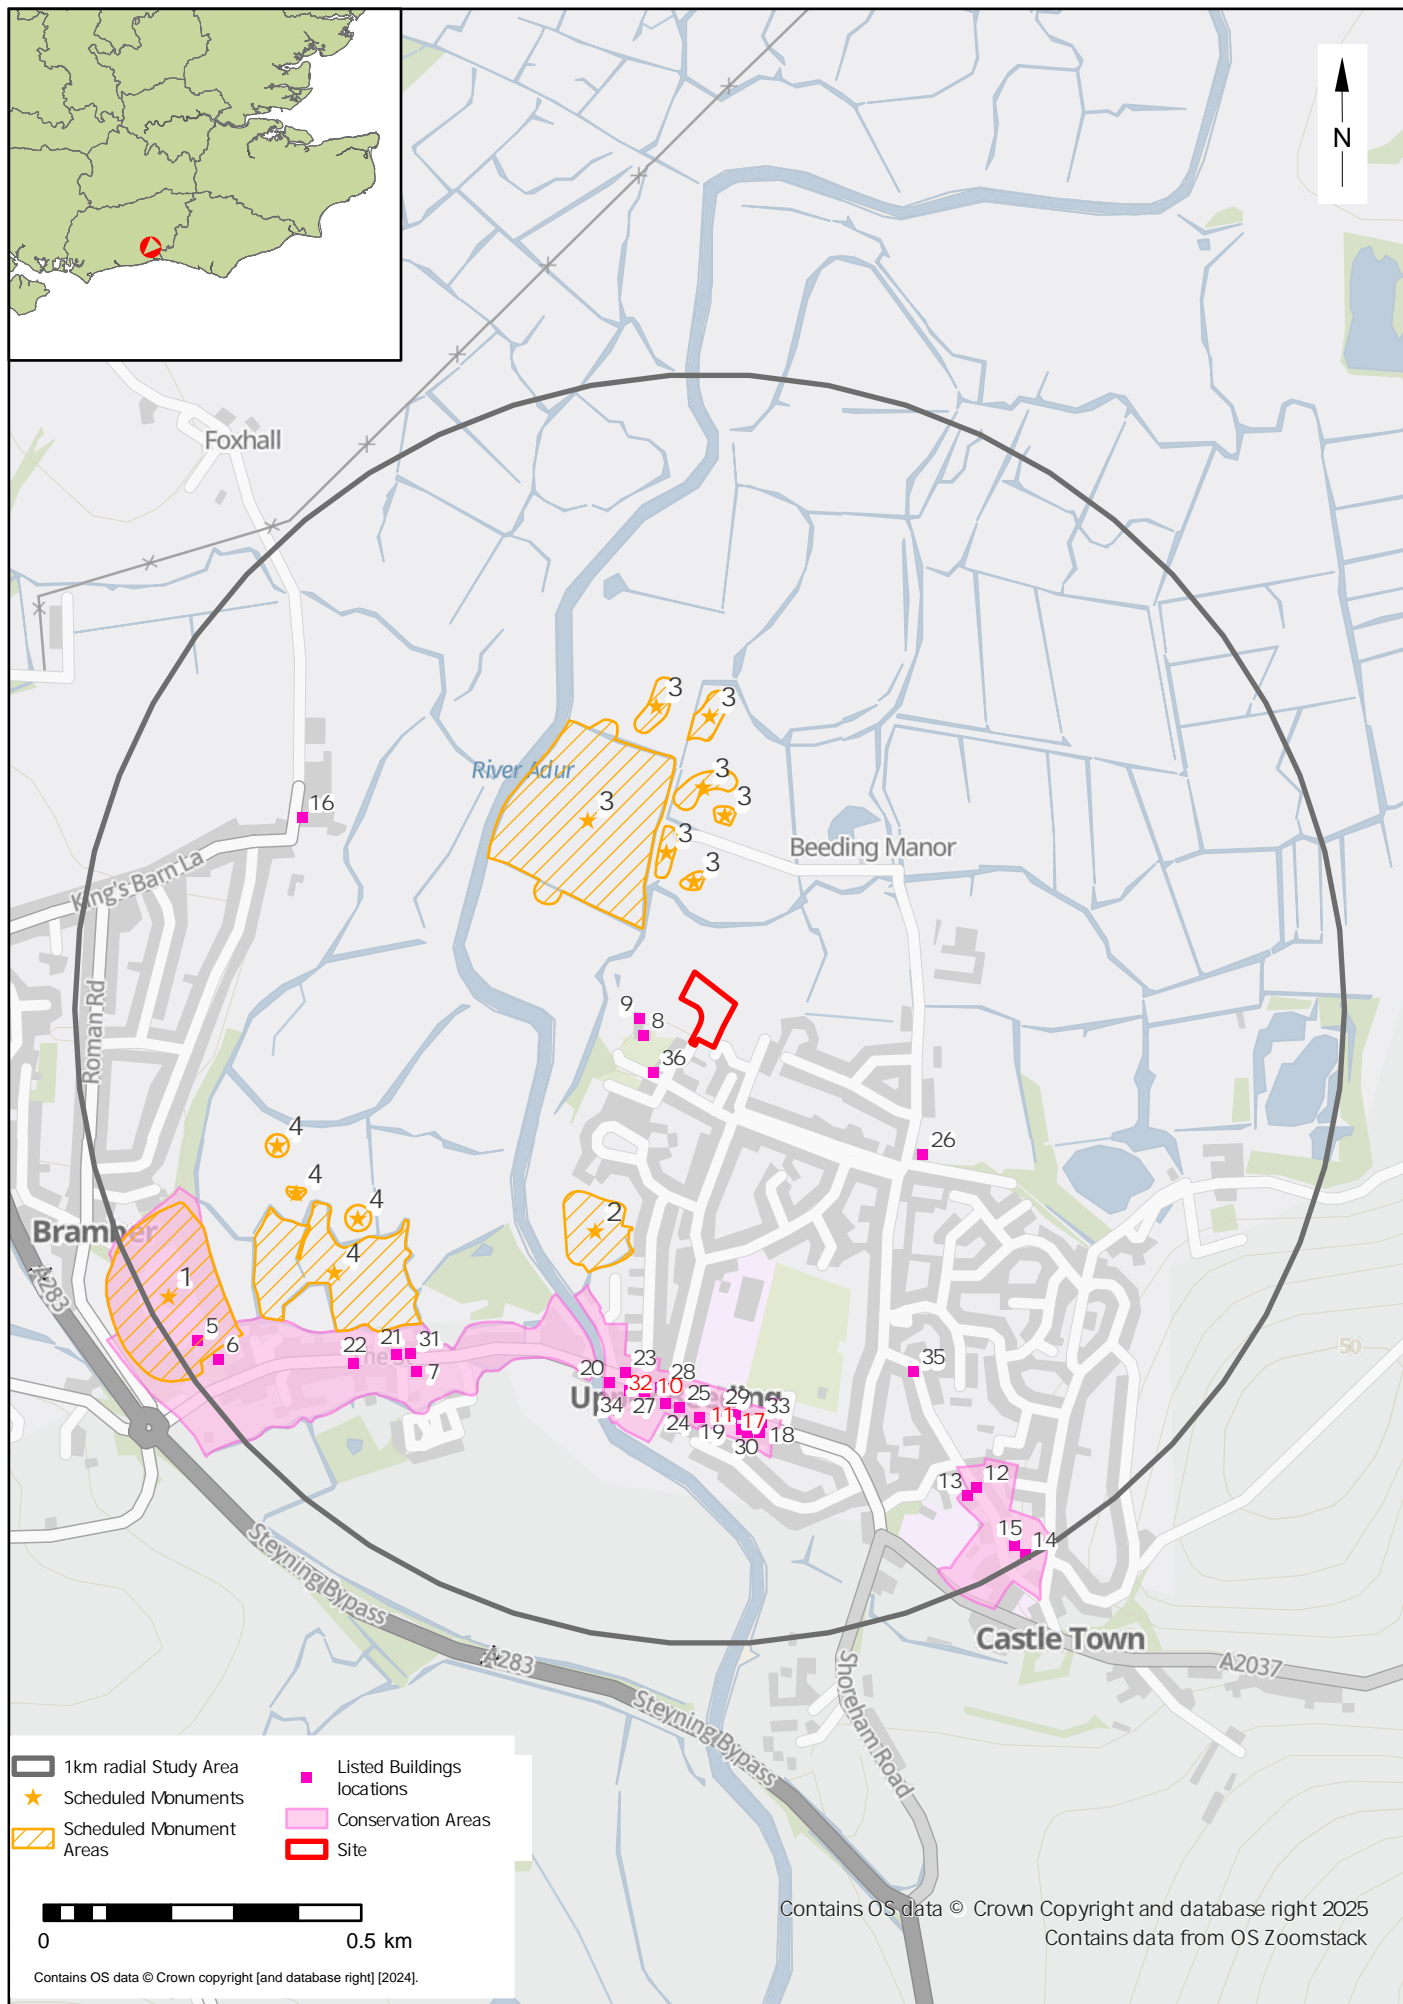 N
Foxhall
3
3
River Adur
3
3
3
16
3
Beeding Manor
3
King's Barn La
Roman Rd
9
8
36
4
26
4
4
2
4
1
A283
5
6
22
21
31
7
20
23
28
35
32
10
25
29
33
34
27
24
19
11
17
30
18
12
13
15
14
Steyning Bypass
Castle Town
A283
A2037
Steyning Bypass
Shoreham Road
50
1km radial Study Area
Scheduled Monuments
Scheduled Monument
Areas
Listed Buildings
locations
Conservation Areas
Site
0 0.5 km
Contains OS data © Crown copyright [and database right] [2024].
Contains OS data © Crown Copyright and database right 2025
Contains data from OS Zoomstack